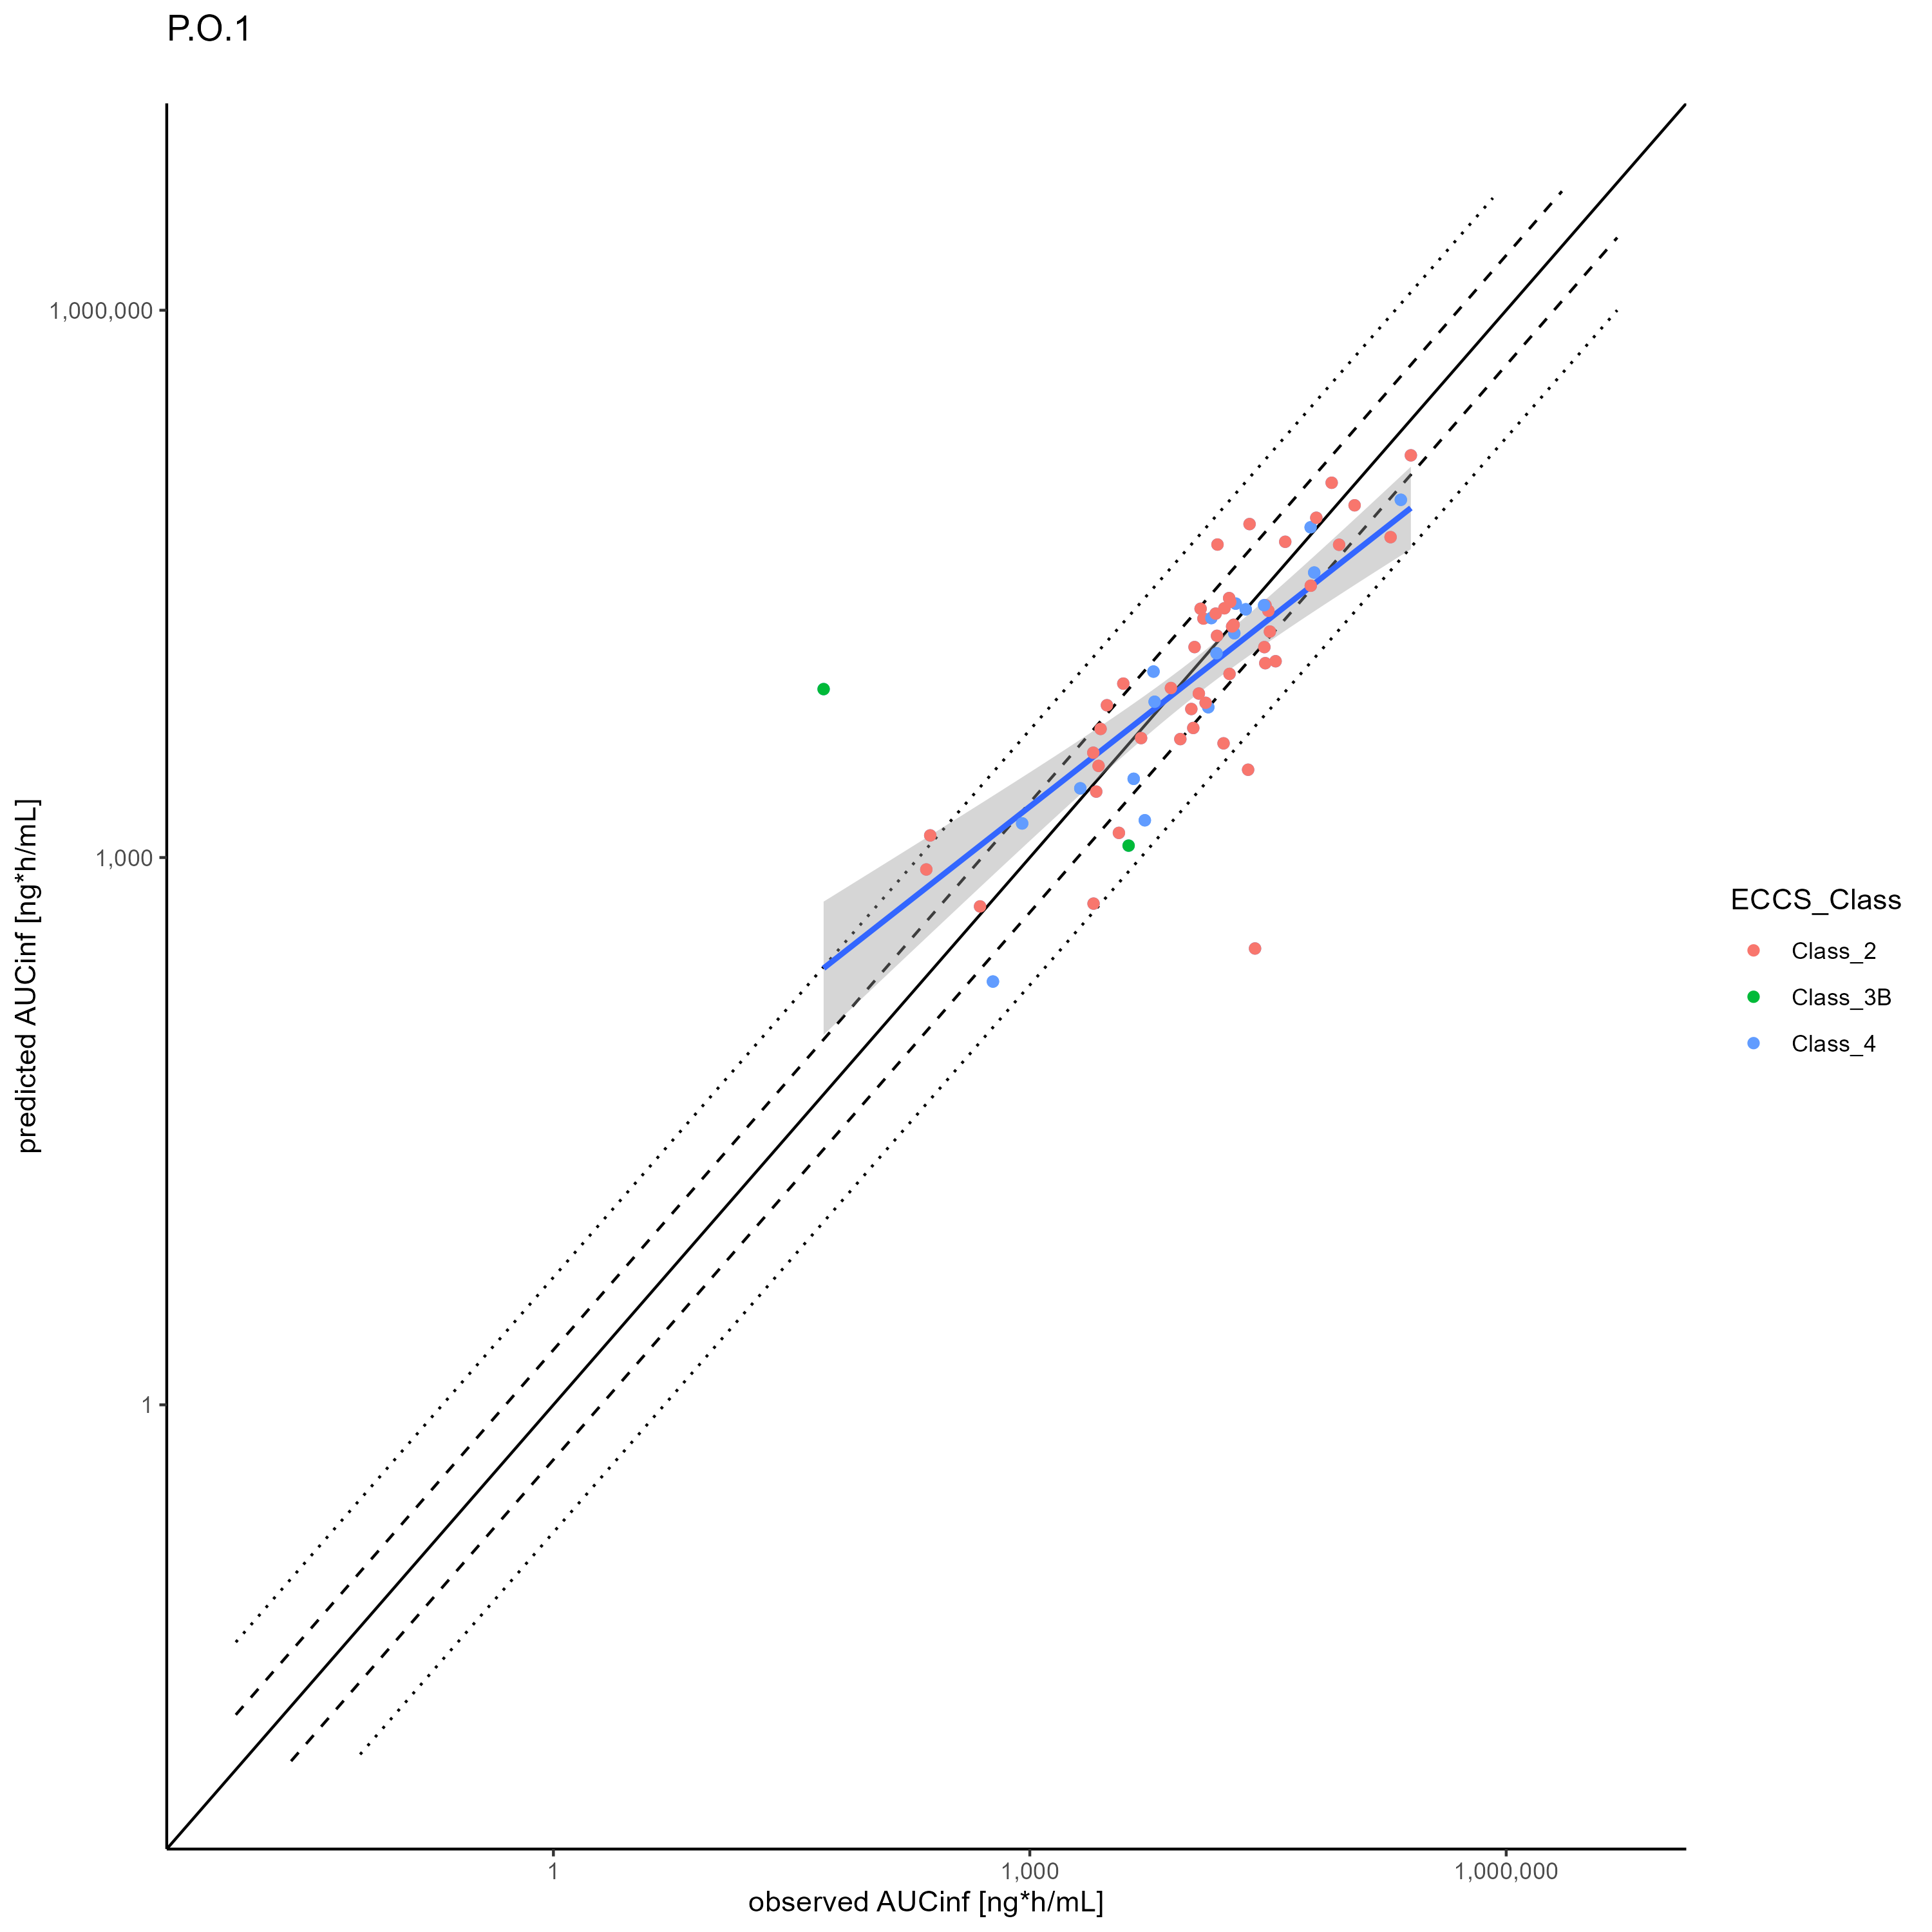 P.O.1
1,000,000
1,000
1
predicted AUCinf [ng*h/mL]
1
1,000
1,000,000
observed AUCinf [ng*h/mL]
ECCS_Class
Class_2
Class_3B
Class_4